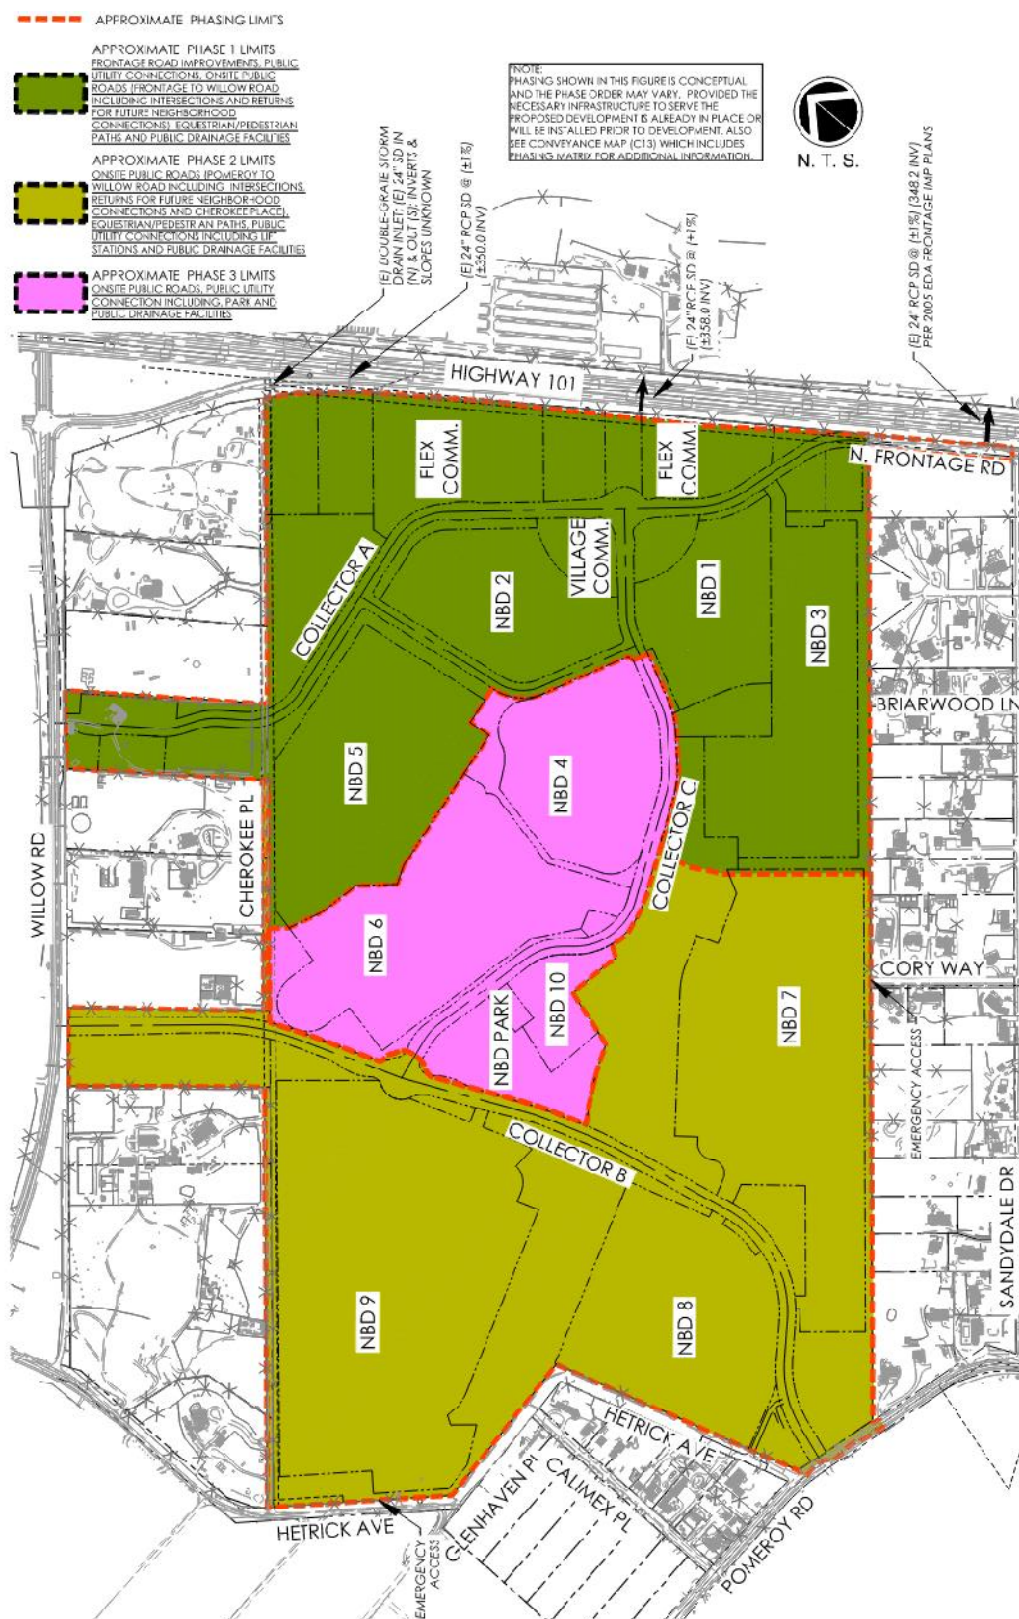 APPROXIMATE PHASING LIMITS
APPROXIMATE PHASE 1 LIMITS
FRONTAGE ROAD IMPROVEMENTS, PUBLIC
UTILITY CONNECTIONS, ONSITE PUBLIC
ROADS (FRONTAGE TO WILLOW ROAD
INCLUDING INTERSECTIONS AND RETURNS
FOR FUTURE NEIGHBORHOOD
CONNECTIONS) EQUESTRIAN/PEDESTRIAN
PATHS AND PUBLIC DRAINAGE FACILITIES
APPROXIMATE PHASE 2 LIMITS
ONSITE PUBLIC ROADS (POMEROY TO
WILLOW ROAD INCLUDING INTERSECTIONS,
RETURNS FOR FUTURE NEIGHBORHOOD
CONNECTIONS AND CHEROKEE PLACE),
EQUESTRIAN/PEDESTRIAN PATHS, PUBLIC
UTILITY CONNECTIONS INCLUDING LIFT
STATIONS AND PUBLIC DRAINAGE FACILITIES
APPROXIMATE PHASE 3 LIMITS
ONSITE PUBLIC ROADS, PUBLIC UTILITY
CONNECTION INCLUDING, PARK AND
PUBLIC DRAINAGE FACILITIES
*NOTE:
PHASING SHOWN IN THIS FIGURE IS CONCEPTUAL
AND THE PHASE ORDER MAY VARY, PROVIDED THE
NECESSARY INFRASTRUCTURE TO SERVE THE
PROPOSED DEVELOPMENT IS ALREADY IN PLACE OR
WILL BE INSTALLED PRIOR TO DEVELOPMENT. ALSO
SEE CONVEYANCE MAP (C13) WHICH INCLUDES
PHASING MATRIX FOR ADDITIONAL INFORMATION.
N. T. S.
(E) DOUBLE-GRATE STORM
DRAIN INLET; (E) 24" SD IN
(N) & OUT (S); INVERTS &
SLOPES UNKNOWN
(E) 24" RCP SD @ (±1%)
(±350.0 INV)
(E) 24" RCP SD @ (±1%)
(±358.0 INV)
(E) 24" RCP SD @ (±1%) (348.2 INV)
PER 2005 EDA FRONTAGE IMP PLANS
HIGHWAY 101
N. FRONTAGE RD
FLEX
COMM.
FLEX
COMM.
COLLECTOR A
VILLAGE
COMM.
NBD 2
NBD 1
NBD 3
BRIARWOOD LN
NBD 5
NBD 4
COLLECTOR C
CHEROKEE PL
WILLOW RD
NBD 6
NBD 10
NBD PARK
NBD 7
CORY WAY
EMERGENCY ACCESS
COLLECTOR B
SANDYDALE DR
NBD 9
NBD 8
HETRICK AVE
CALIMEX PL
GLENHAVEN PL
POMEROY RD
HETRICK AVE
EMERGENCY
ACCESS